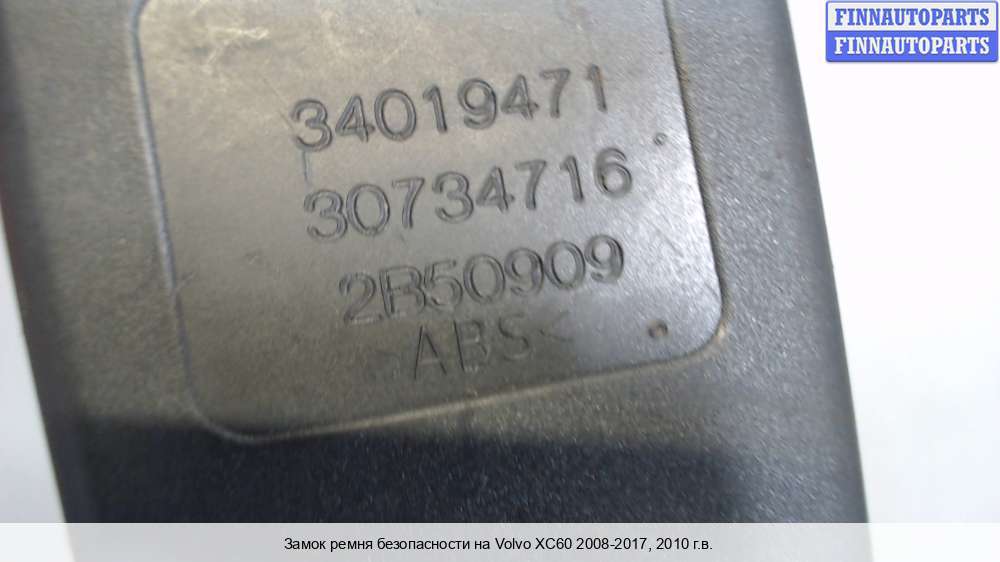 FINNAUTOPARTS
FINNAUTOPARTS
34019471
30734716
2B50909
>ABS<
Замок ремня безопасности на Volvo XC60 2008-2017, 2010 г.в.